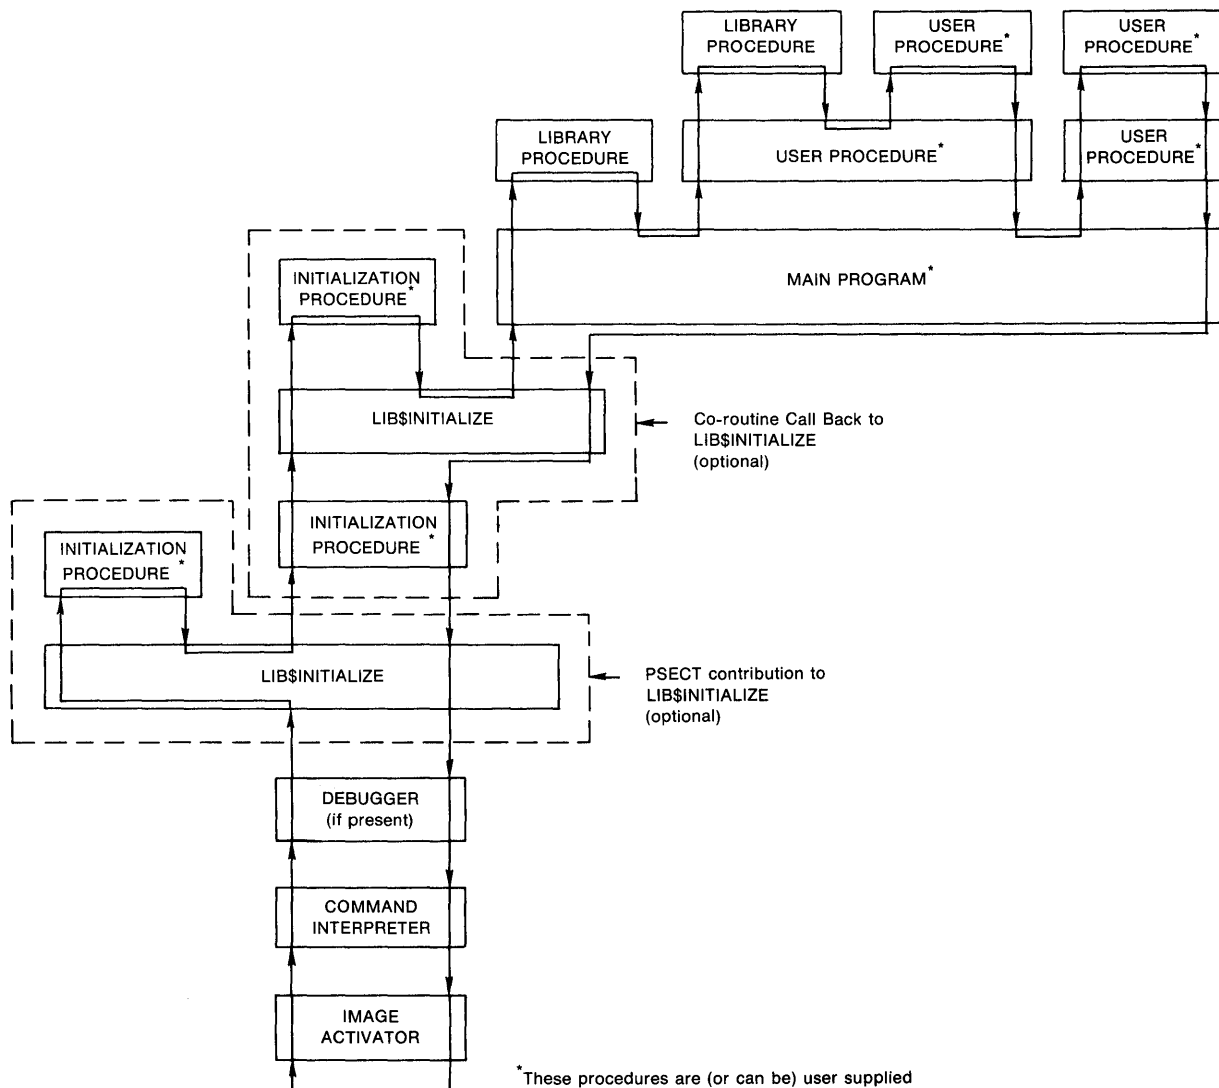 LIBRARY
PROCEDURE
USER
PROCEDURE*
USER
PROCEDURE*
LIBRARY
PROCEDURE
USER PROCEDURE*
USER
PROCEDURE*
MAIN PROGRAM*
INITIALIZATION
PROCEDURE*
LIB$INITIALIZE
Co-routine Call Back to
LIB$INITIALIZE
(optional)
INITIALIZATION
PROCEDURE*
INITIALIZATION
PROCEDURE*
LIB$INITIALIZE
PSECT contribution to
LIB$INITIALIZE
(optional)
DEBUGGER
(if present)
COMMAND
INTERPRETER
IMAGE
ACTIVATOR
*These procedures are (or can be) user supplied